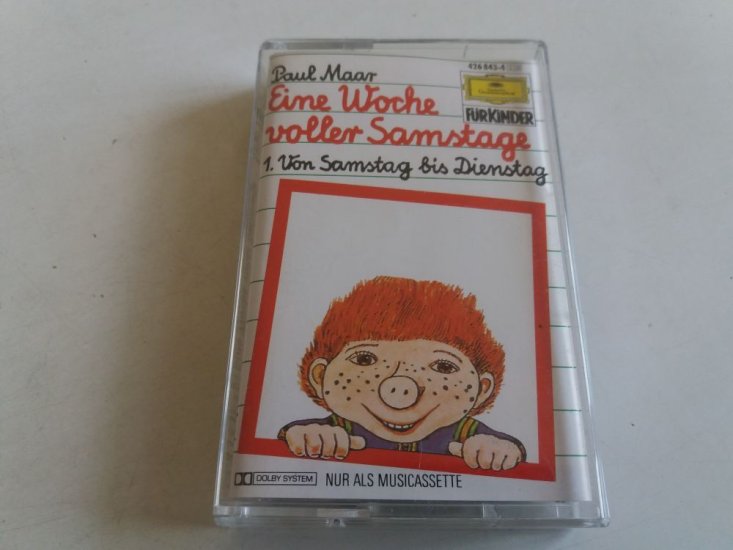 Paul Maar
426 843-4
Eine Woche
voller Samstage
FÜR KINDER
1. Von Samstag bis Dienstag
DOLBY SYSTEM
NUR ALS MUSICASSETTE